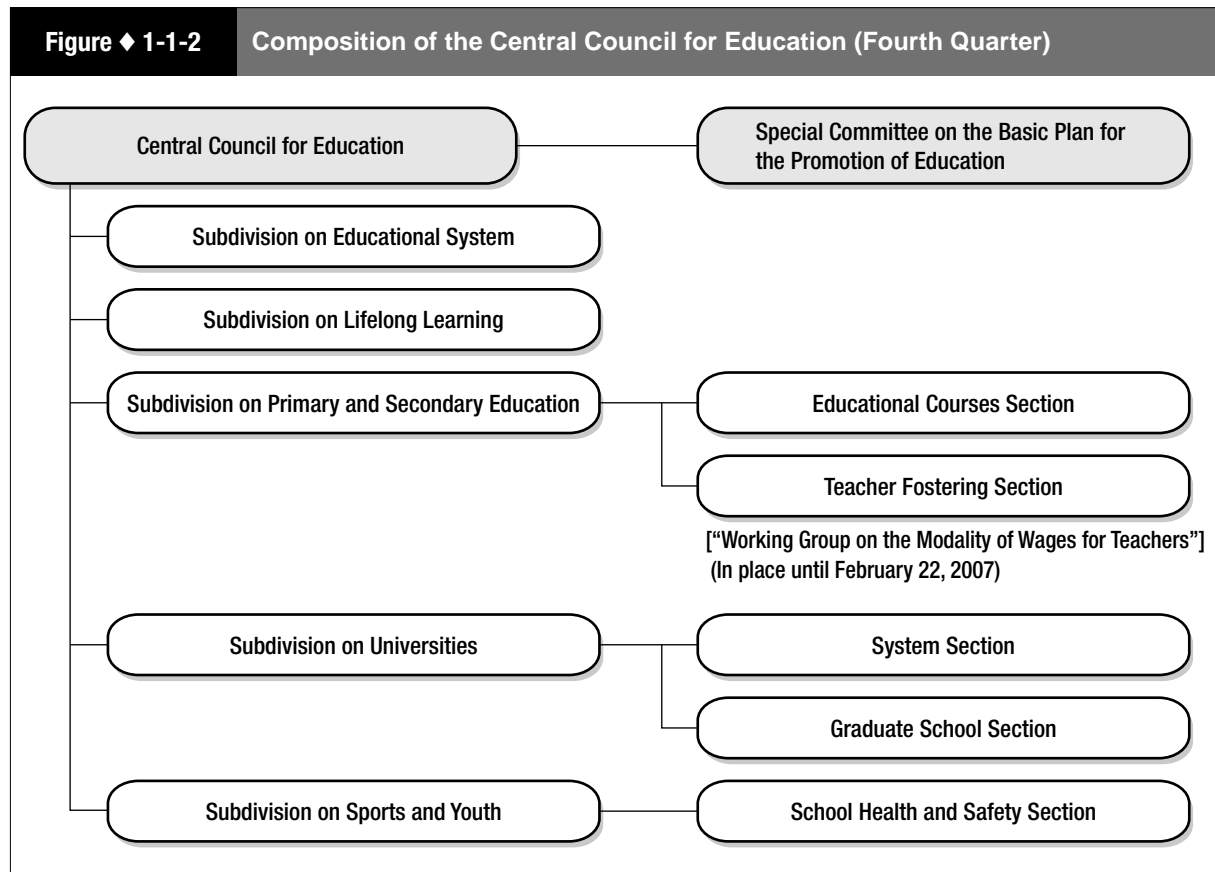 Figure ♦ 1-1-2 Composition of the Central Council for Education (Fourth Quarter)
Central Council for Education
Special Committee on the Basic Plan for
the Promotion of Education
Subdivision on Educational System
Subdivision on Lifelong Learning
Subdivision on Primary and Secondary Education
Educational Courses Section
Teacher Fostering Section
[“Working Group on the Modality of Wages for Teachers”]
(In place until February 22, 2007)
Subdivision on Universities
System Section
Graduate School Section
Subdivision on Sports and Youth
School Health and Safety Section